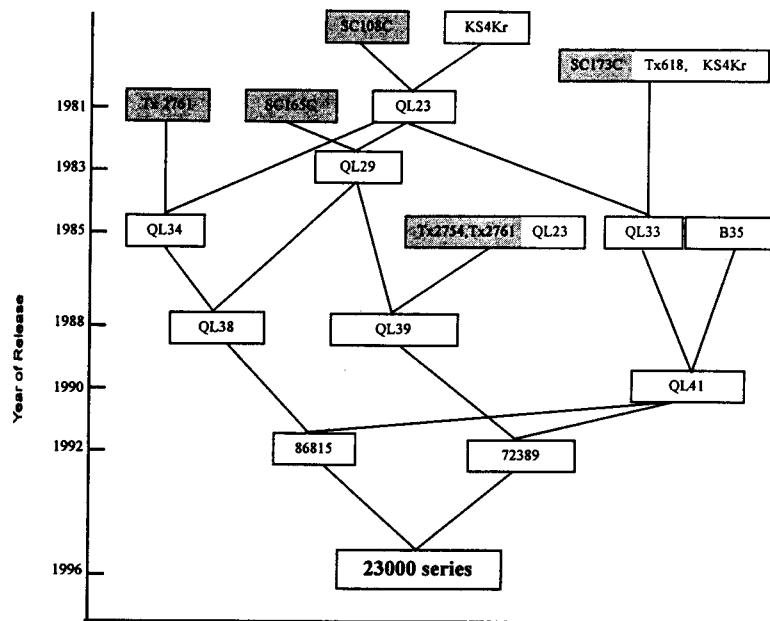 SC108C
KS4Kr
SC173C Tx618, KS4Kr
1981
Tx 2761
SC165C
QL23
1983
QL29
1985
QL34
Tx2754,Tx2761 QL23
QL33
B35
Year of Release
1988
QL38
QL39
1990
QL41
1992
86815
72389
1996
23000 series